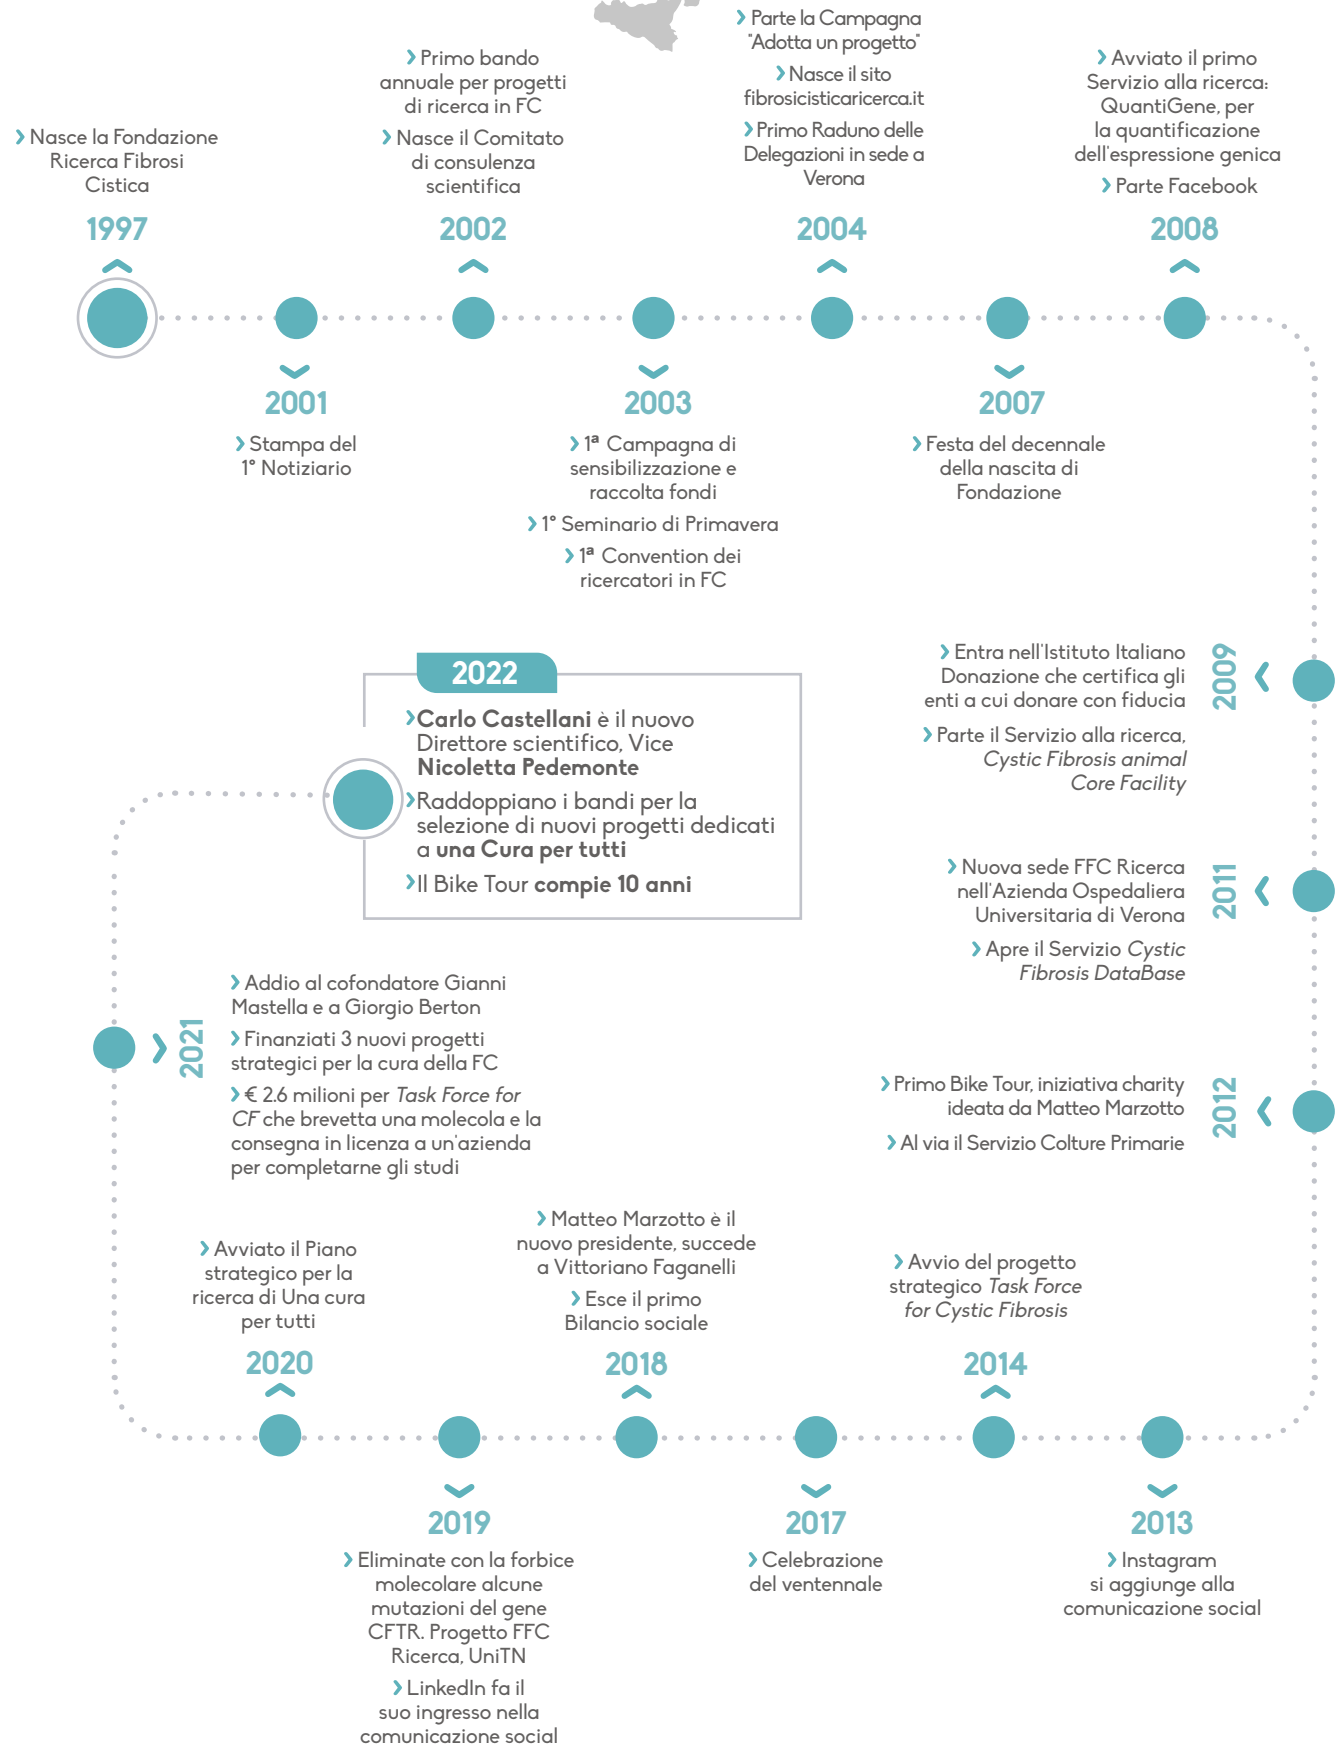 › Nasce la Fondazione
Ricerca Fibrosi
Cistica
1997
› Stampa del
1° Notiziario
2001
› Primo bando
annuale per progetti
di ricerca in FC
› Nasce il Comitato
di consulenza
scientifica
2002
2003
› 1ª Campagna di
sensibilizzazione e
raccolta fondi
› 1° Seminario di Primavera
› 1ª Convention dei
ricercatori in FC
› Parte la Campagna
"Adotta un progetto"
› Nasce il sito
fibrosicisticaricerca.it
› Primo Raduno delle
Delegazioni in sede a
Verona
2004
2007
› Festa del decennale
della nascita di
Fondazione
› Avviato il primo
Servizio alla ricerca:
QuantiGene, per
la quantificazione
dell'espressione genica
› Parte Facebook
2008
2009
› Entra nell'Istituto Italiano
Donazione che certifica gli
enti a cui donare con fiducia
› Parte il Servizio alla ricerca,
Cystic Fibrosis animal
Core Facility
2011
› Nuova sede FFC Ricerca
nell'Azienda Ospedaliera
Universitaria di Verona
› Apre il Servizio Cystic
Fibrosis DataBase
2012
› Primo Bike Tour, iniziativa charity
ideata da Matteo Marzotto
› Al via il Servizio Colture Primarie
2013
› Instagram
si aggiunge alla
comunicazione social
› Avvio del progetto
strategico Task Force
for Cystic Fibrosis
2014
2017
› Celebrazione
del ventennale
› Matteo Marzotto è il
nuovo presidente, succede
a Vittoriano Faganelli
› Esce il primo
Bilancio sociale
2018
2019
› Eliminate con la forbice
molecolare alcune
mutazioni del gene
CFTR. Progetto FFC
Ricerca, UniTN
› LinkedIn fa il
suo ingresso nella
comunicazione social
› Avviato il Piano
strategico per la
ricerca di Una cura
per tutti
2020
2021
› Addio al cofondatore Gianni
Mastella e a Giorgio Berton
› Finanziati 3 nuovi progetti
strategici per la cura della FC
› € 2.6 milioni per Task Force for
CF che brevetta una molecola e la
consegna in licenza a un'azienda
per completarne gli studi
2022
› Carlo Castellani è il nuovo
Direttore scientifico, Vice
Nicoletta Pedemonte
› Raddoppiano i bandi per la
selezione di nuovi progetti dedicati
a una Cura per tutti
› Il Bike Tour compie 10 anni